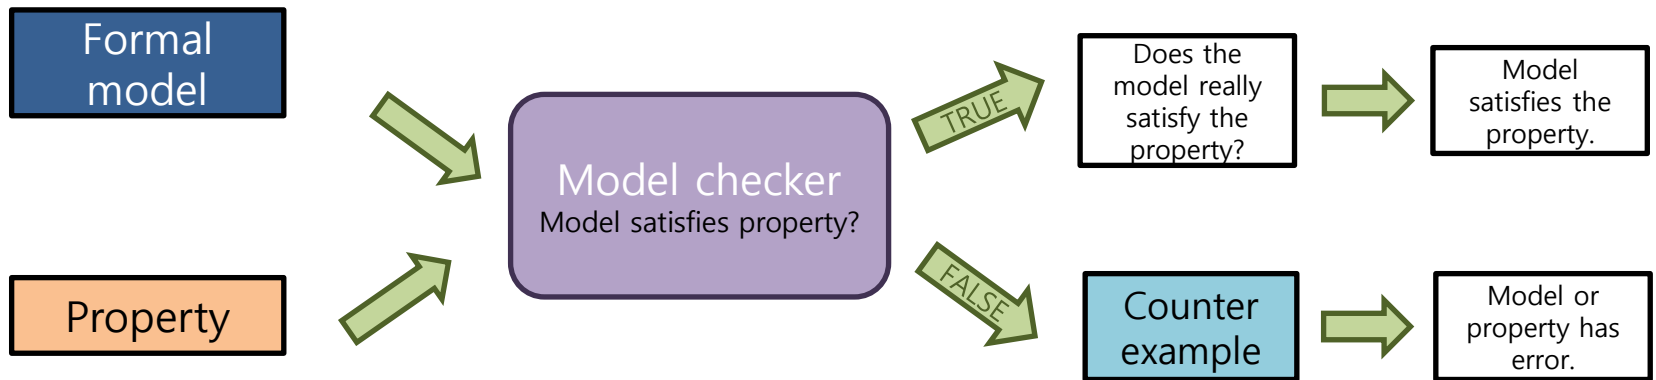 Formal
model
Property
Model checker
Model satisfies property?
TRUE
FALSE
Does the
model really
satisfy the
property?
Model
satisfies the
property.
Counter
example
Model or
property has
error.